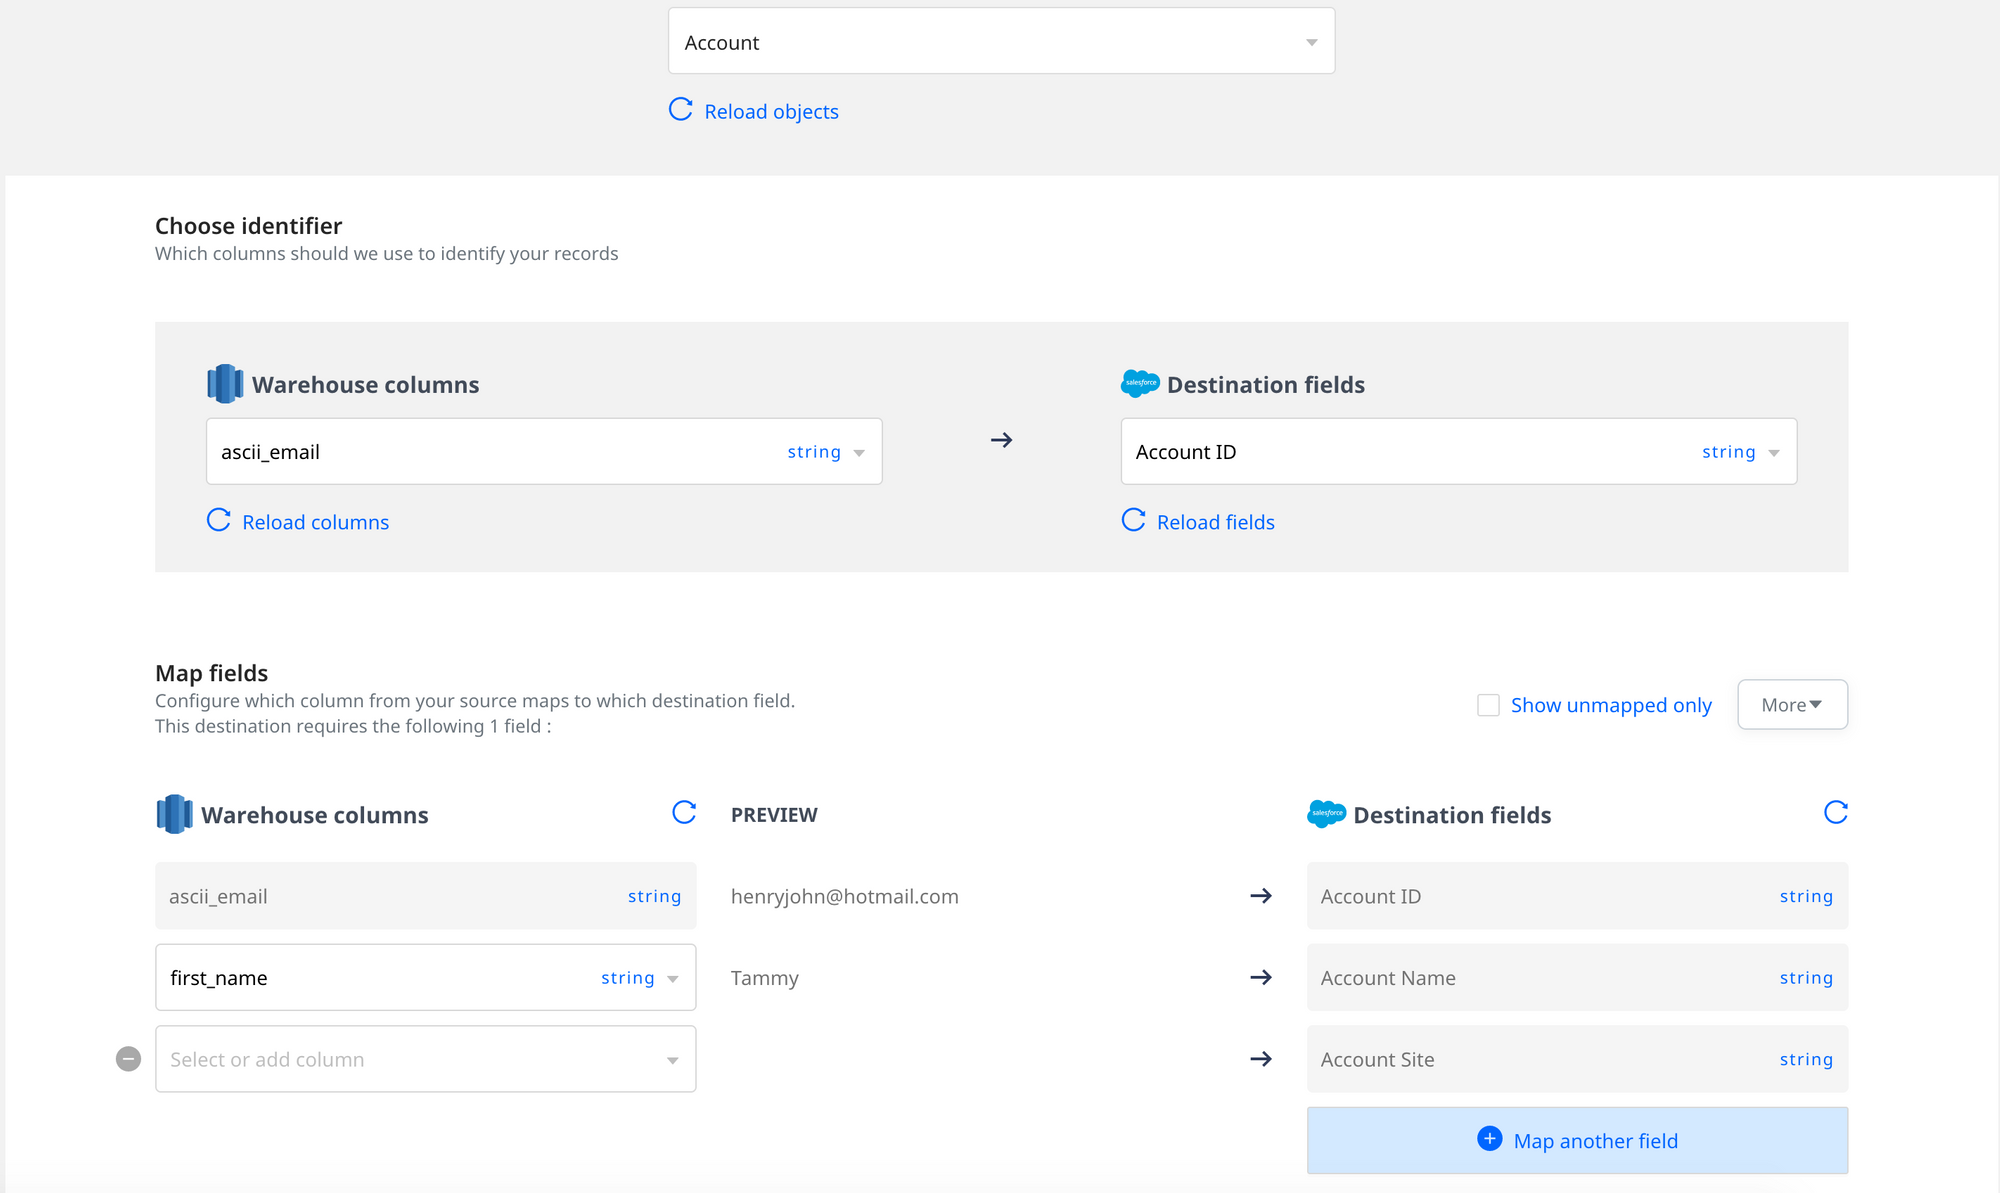 Account
Reload objects
Choose identifier
Which columns should we use to identify your records
Warehouse columns
salesforce Destination fields
ascii_email string
Account ID string
Reload columns
Reload fields
Map fields
Configure which column from your source maps to which destination field.
This destination requires the following 1 field :
Show unmapped only
More
Warehouse columns
PREVIEW
salesforce Destination fields
ascii_email string henryjohn@hotmail.com Account ID string
first_name string Tammy Account Name string
Select or add column Account Site string
Map another field